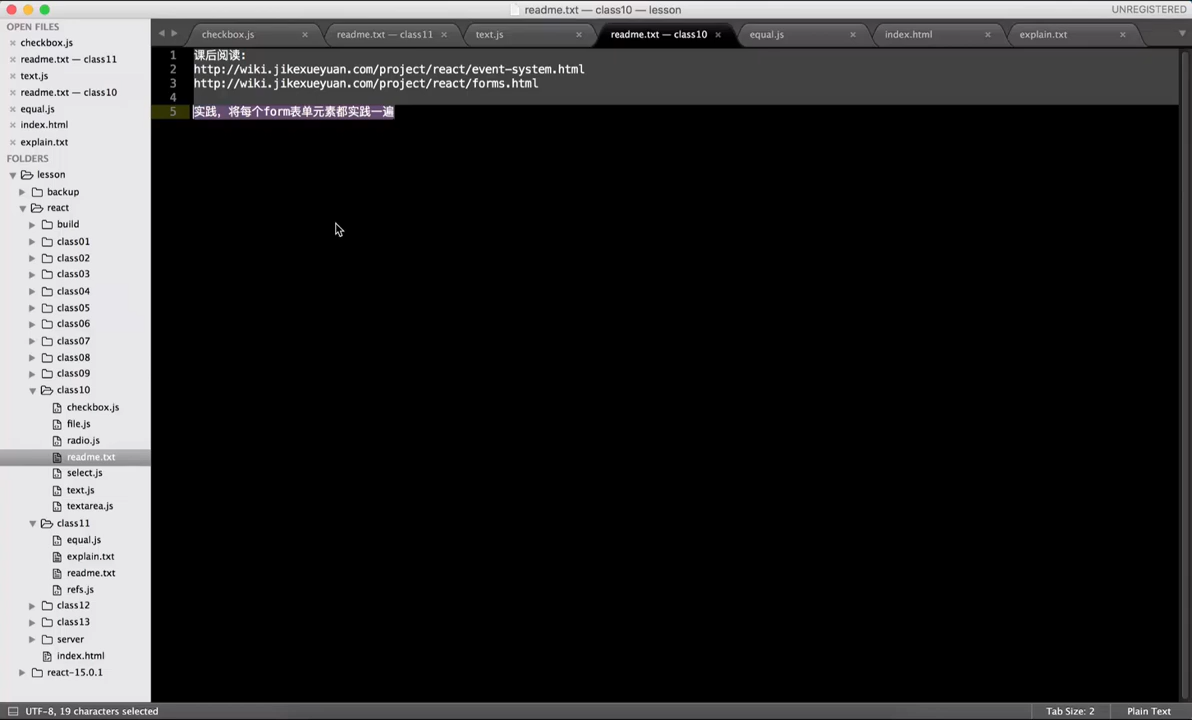 readme.txt — class10 — lesson
UNREGISTERED
OPEN FILES
checkbox.js
readme.txt — class11
text.js
readme.txt — class10
equal.js
index.html
explain.txt
FOLDERS
lesson
backup
react
build
class01
class02
class03
class04
class05
class06
class07
class08
class09
class10
checkbox.js
file.js
radio.js
readme.txt
select.js
text.js
textarea.js
class11
equal.js
explain.txt
readme.txt
refs.js
class12
class13
server
index.html
react-15.0.1
checkbox.js
readme.txt — class11
text.js
readme.txt — class10
equal.js
index.html
explain.txt
1 课后阅读:
2 http://wiki.jikexueyuan.com/project/react/event-system.html
3 http://wiki.jikexueyuan.com/project/react/forms.html
4
5 实践，将每个form表单元素都实践一遍
UTF-8, 19 characters selected
Tab Size: 2
Plain Text